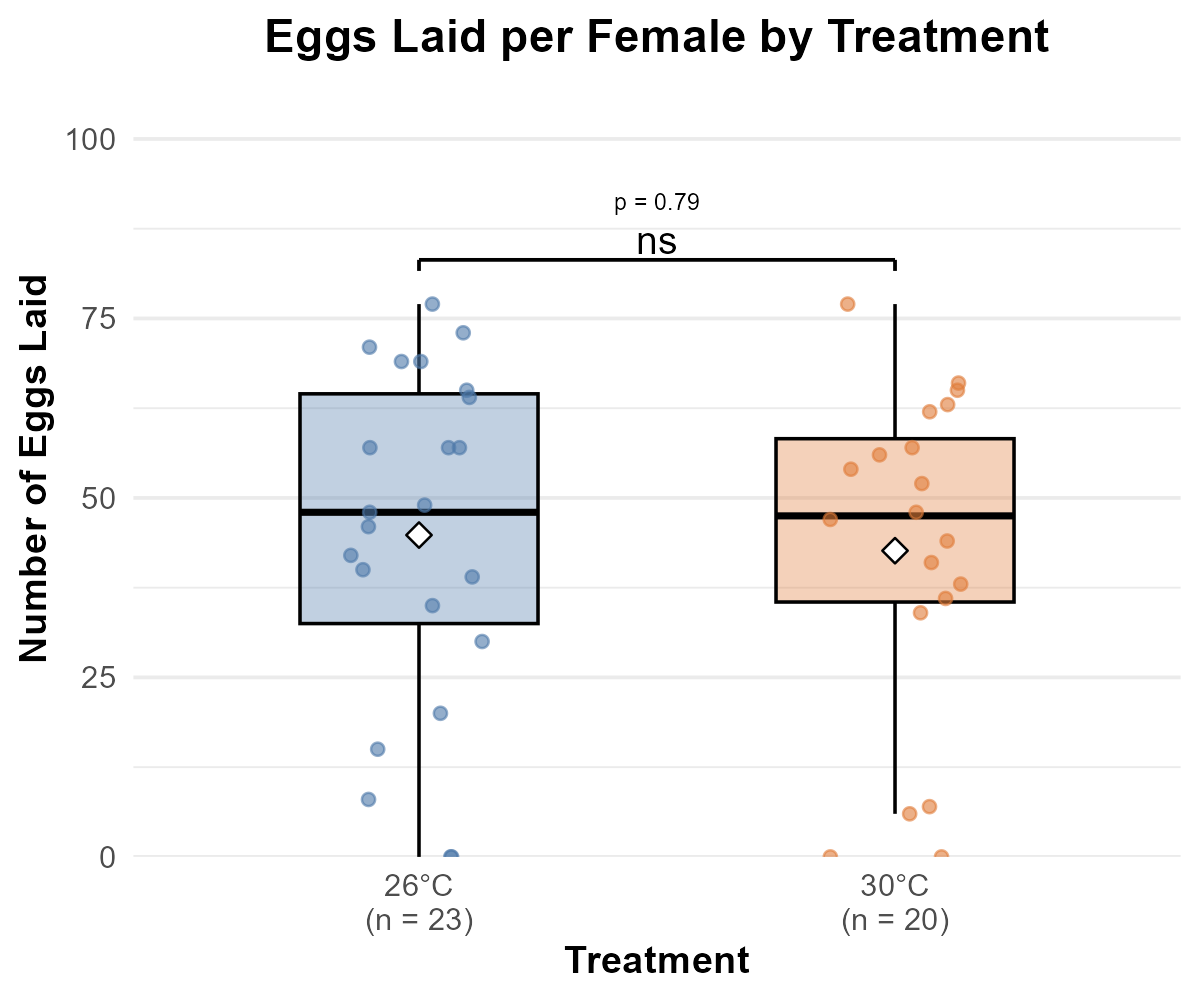 Eggs Laid per Female by Treatment
100
p = 0.79
ns
75
50
25
0
Number of Eggs Laid
26°C
(n = 23)
30°C
(n = 20)
Treatment